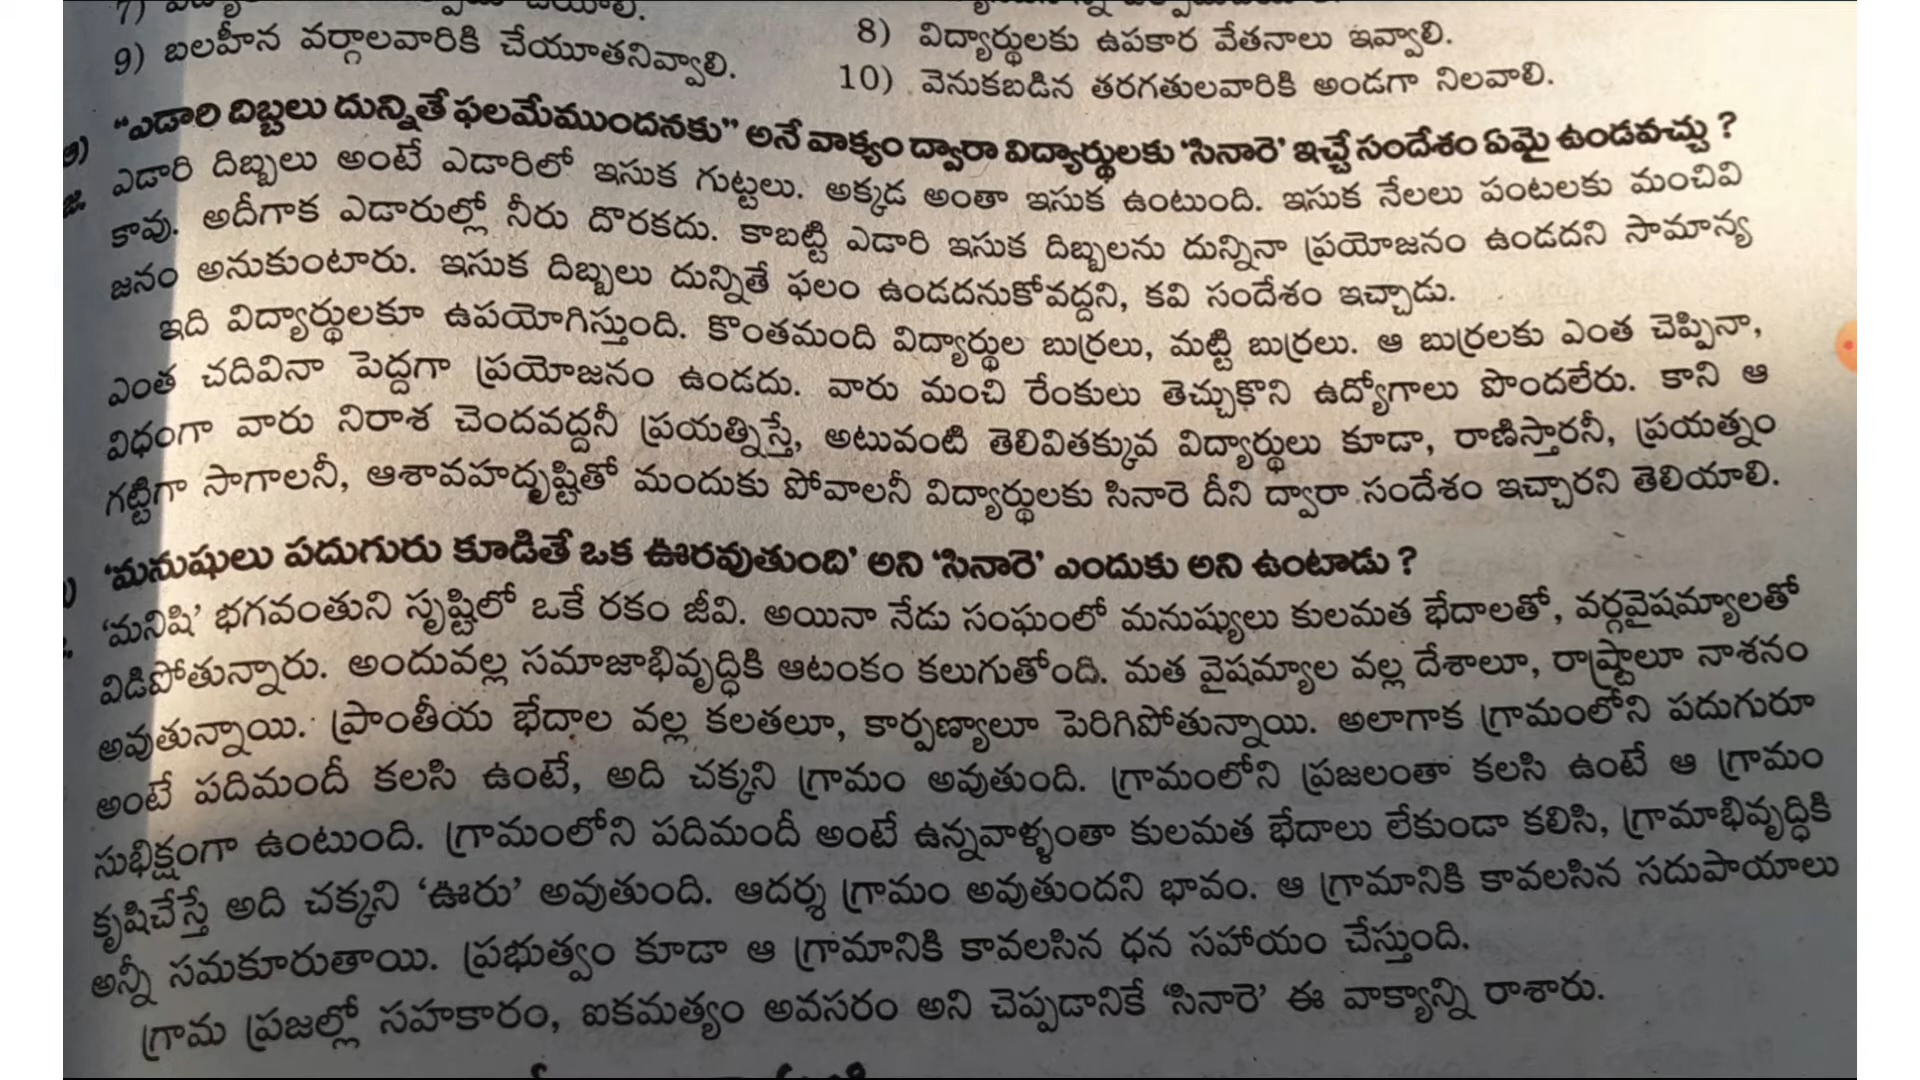 9) బలహీన వర్గాలవారికి చేయూతనివ్వాలి.
8) విద్యార్థులకు ఉపకార వేతనాలు ఇవ్వాలి.
10) వెనుకబడిన తరగతులవారికి అండగా నిలవాలి.
“ఎడారి దిబ్బలు దున్నితే ఫలమేముందనకు” అనే వాక్యం ద్వారా విద్యార్థులకు ‘సినారె’ ఇచ్చే సందేశం ఏమై ఉండవచ్చు ?
ఎడారి దిబ్బలు అంటే ఎడారిలో ఇసుక గుట్టలు. అక్కడ అంతా ఇసుక ఉంటుంది. ఇసుక నేలలు పంటలకు మంచివి
కావు. అదీగాక ఎడారుల్లో నీరు దొరకదు. కాబట్టి ఎడారి ఇసుక దిబ్బలను దున్నినా ప్రయోజనం ఉండదని సామాన్య
జనం అనుకుంటారు. ఇసుక దిబ్బలు దున్నితే ఫలం ఉండదనుకోవద్దని, కవి సందేశం ఇచ్చాడు.
ఇది విద్యార్థులకూ ఉపయోగిస్తుంది. కొంతమంది విద్యార్థుల బుర్రలు, మట్టి బుర్రలు. ఆ బుర్రలకు ఎంత చెప్పినా,
ఎంత చదివినా పెద్దగా ప్రయోజనం ఉండదు. వారు మంచి రేంకులు తెచ్చుకొని ఉద్యోగాలు పొందలేరు. కాని ఆ
విధంగా వారు నిరాశ చెందవద్దనీ ప్రయత్నిస్తే, అటువంటి తెలివితక్కువ విద్యార్థులు కూడా, రాణిస్తారనీ, ప్రయత్నం
గట్టిగా సాగాలనీ, ఆశావహదృష్టితో మందుకు పోవాలనీ విద్యార్థులకు సినారె దీని ద్వారా సందేశం ఇచ్చారని తెలియాలి.
‘మనుషులు పదుగురు కూడితే ఒక ఊరవుతుంది’ అని ‘సినారె’ ఎందుకు అని ఉంటాడు ?
‘మనిషి’ భగవంతుని సృష్టిలో ఒకే రకం జీవి. అయినా నేడు సంఘంలో మనుష్యులు కులమత భేదాలతో, వర్గవైషమ్యాలతో
విడిపోతున్నారు. అందువల్ల సమాజాభివృద్ధికి ఆటంకం కలుగుతోంది. మత వైషమ్యాల వల్ల దేశాలూ, రాష్ట్రాలూ నాశనం
అవుతున్నాయి. ప్రాంతీయ భేదాల వల్ల కలతలూ, కార్పణ్యాలూ పెరిగిపోతున్నాయి. అలాగాక గ్రామంలోని పదుగురూ
అంటే పదిమందీ కలసి ఉంటే, అది చక్కని గ్రామం అవుతుంది. గ్రామంలోని ప్రజలంతా కలసి ఉంటే ఆ గ్రామం
సుభిక్షంగా ఉంటుంది. గ్రామంలోని పదిమందీ అంటే ఉన్నవాళ్ళంతా కులమత భేదాలు లేకుండా కలిసి, గ్రామాభివృద్ధికి
కృషిచేస్తే అది చక్కని ‘ఊరు’ అవుతుంది. ఆదర్శ గ్రామం అవుతుందని భావం. ఆ గ్రామానికి కావలసిన సదుపాయాలు
అన్నీ సమకూరుతాయి. ప్రభుత్వం కూడా ఆ గ్రామానికి కావలసిన ధన సహాయం చేస్తుంది.
గ్రామ ప్రజల్లో సహకారం, ఐకమత్యం అవసరం అని చెప్పడానికే ‘సినారె’ ఈ వాక్యాన్ని రాశారు.